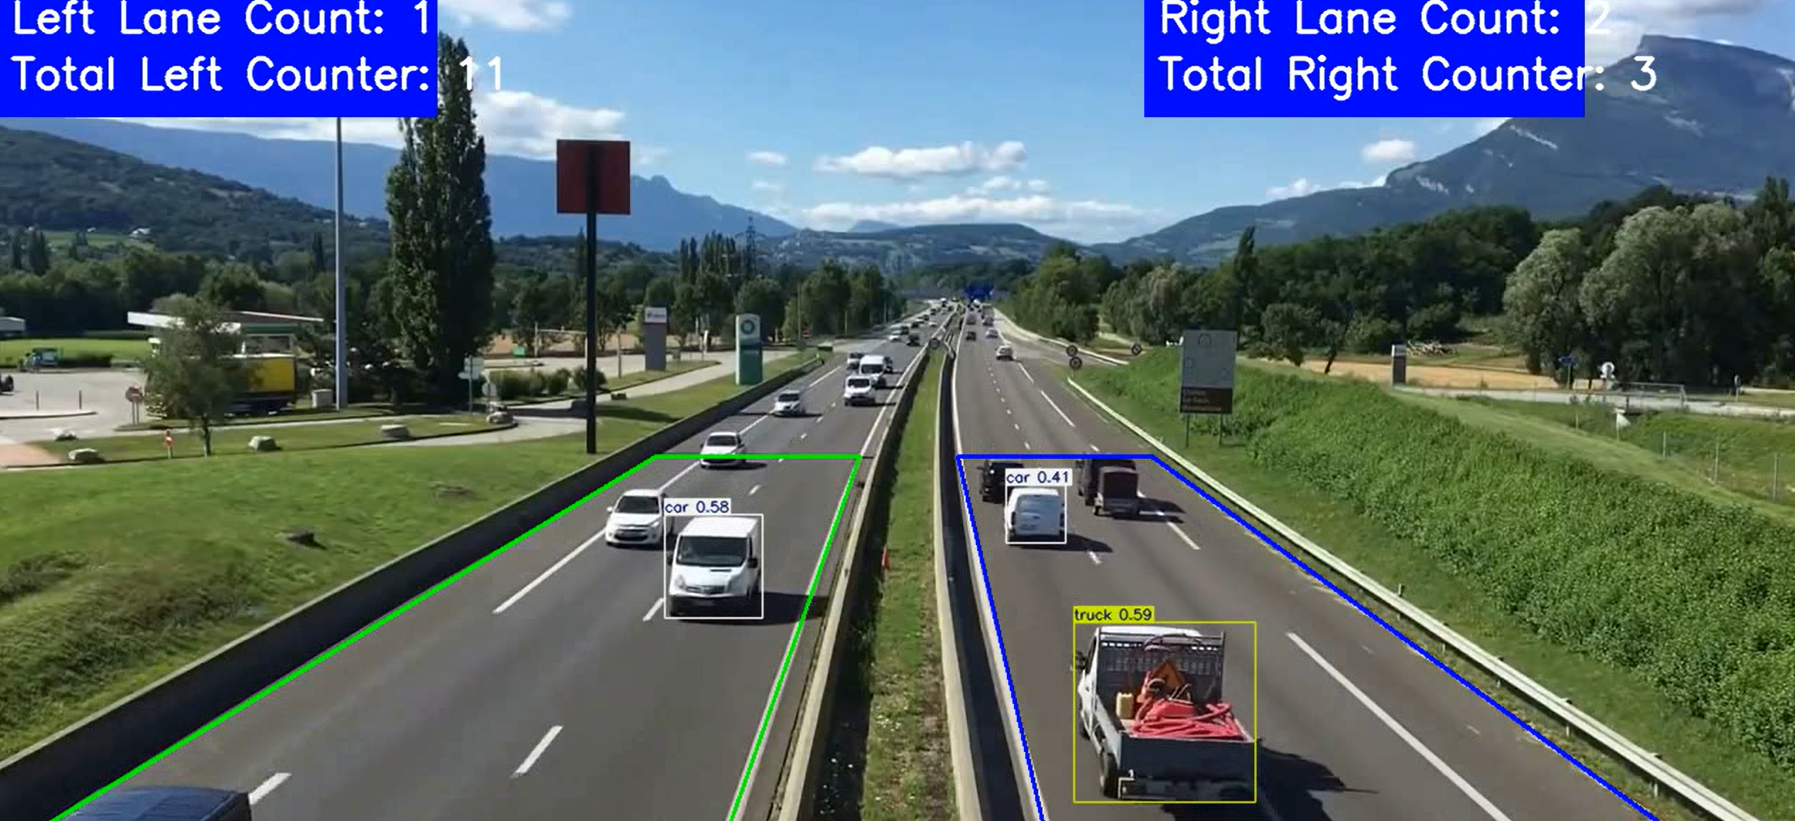 Left Lane Count: 1
Total Left Counter: 11
Right Lane Count: 2
Total Right Counter: 3
car 0.58
car 0.41
truck 0.59